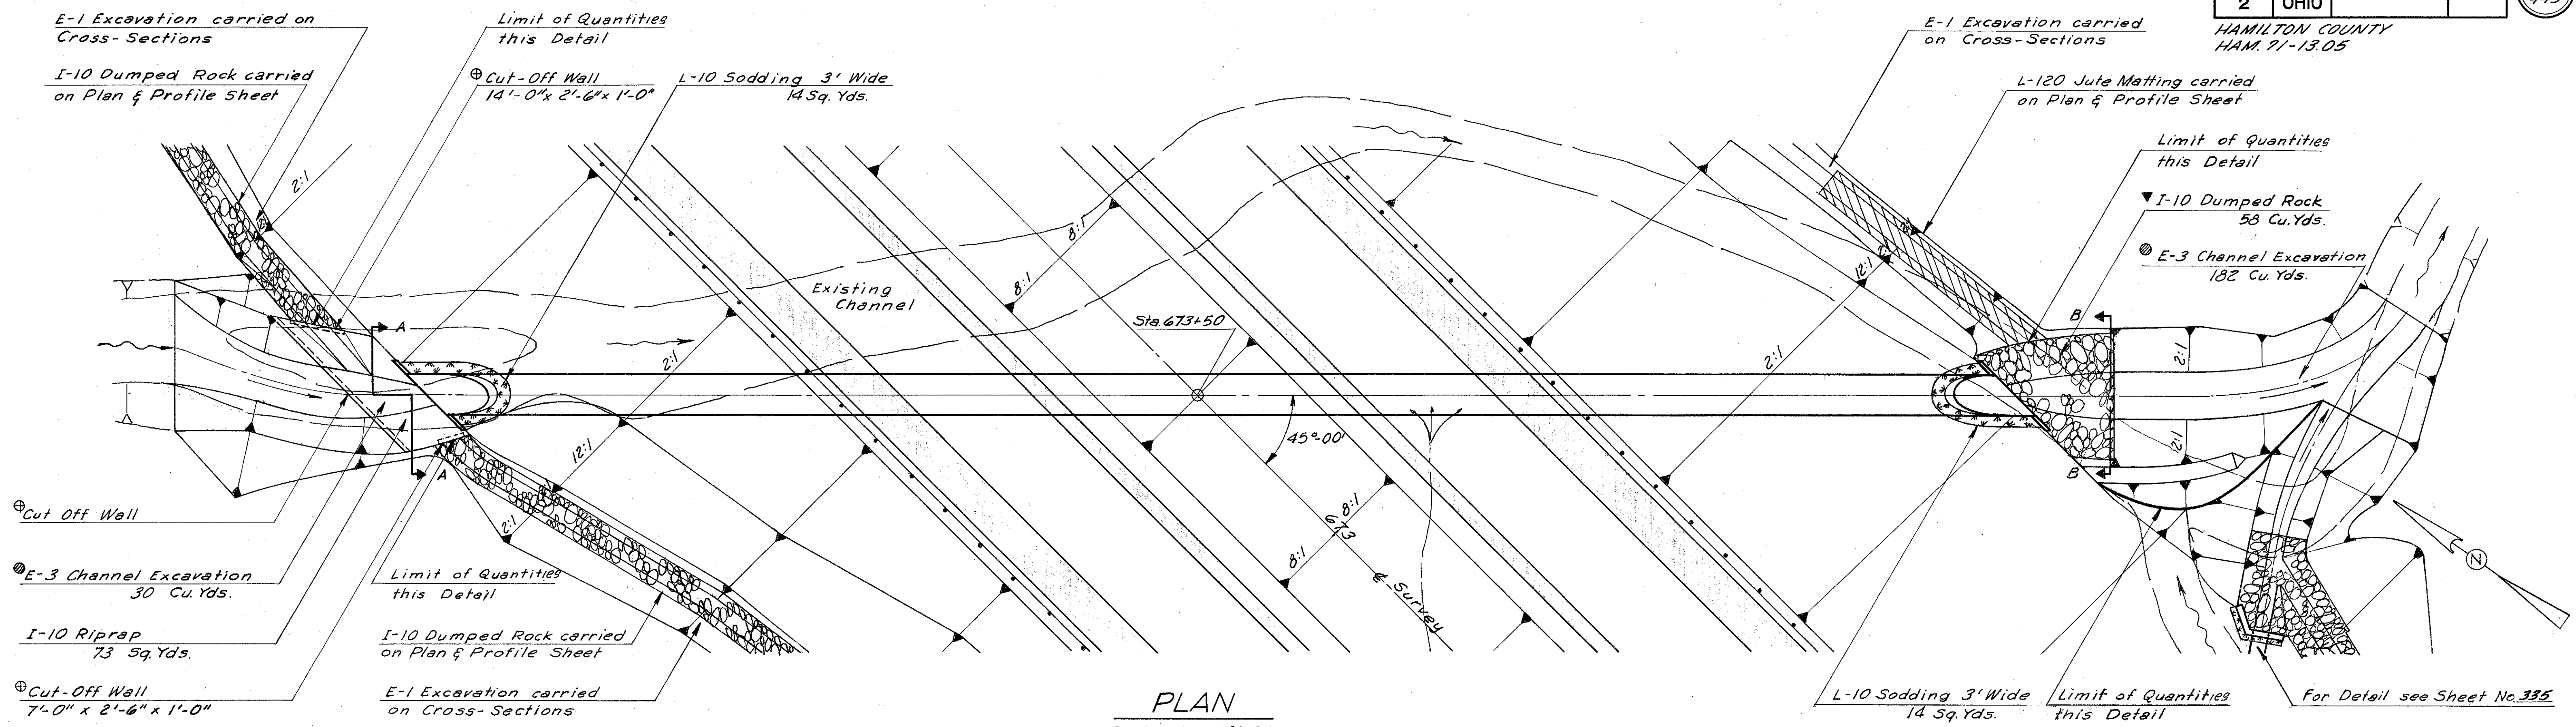 E-1 Excavation carried on
Cross-Sections
I-10 Dumped Rock carried
on Plan & Profile Sheet
Limit of Quantities
this Detail
⊕ Cut-Off Wall
14'-0" x 2'-6" x 1'-0"
L-10 Sodding 3' Wide
14 Sq. Yds.
E-1 Excavation carried
on Cross-Sections
2 OHIO
HAMILTON COUNTY
HAM. 71-13.05
L-120 Jute Matting carried
on Plan & Profile Sheet
Limit of Quantities
this Detail
▼ I-10 Dumped Rock
58 Cu. Yds.
E-3 Channel Excavation
182 Cu. Yds.
2:1
8:1
8:1
12:1
2:1
Existing
Channel
Sta. 673+50
A
B
2:1
2:1
2:1
45°-00'
12:1
A
B
2:1
8:1
673
8:1
2:1
℄ Survey
N
⊕ Cut Off Wall
E-3 Channel Excavation
30 Cu. Yds.
I-10 Riprap
73 Sq. Yds.
⊕ Cut-Off Wall
7'-0" x 2'-6" x 1'-0"
Limit of Quantities
this Detail
I-10 Dumped Rock carried
on Plan & Profile Sheet
E-1 Excavation carried
on Cross-Sections
PLAN
L-10 Sodding 3' Wide
14 Sq. Yds.
Limit of Quantities
this Detail
For Detail see Sheet No. 335